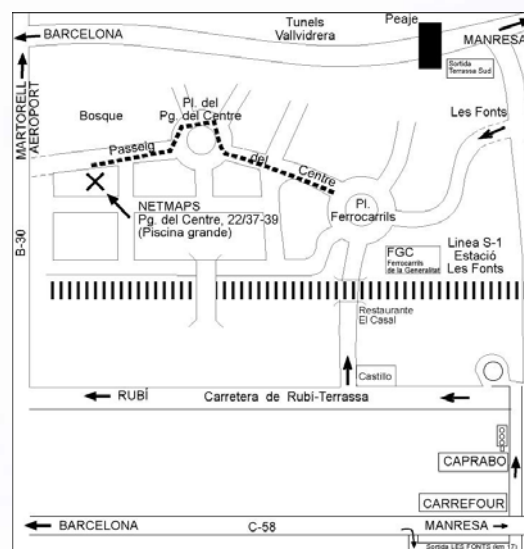 Tunels
Vallvidrera
Peaje
BARCELONA
MANRESA
Sortida
Terrassa Sud
MARTORELL
AEROPORT
Bosque
Pl. del
Pg. del Centre
Les Fonts
Passeig
del
Centre
NETMAPS
Pg. del Centre, 22/37-39
(Piscina grande)
Pl.
Ferrocarrils
B-30
FGC
Ferrocarrils
de la Generalitat
Linea S-1
Estació
Les Fonts
Restaurante
El Casal
Castillo
RUBÍ
Carretera de Rubí-Terrassa
CAPRABO
CARREFOUR
BARCELONA
C-58
MANRESA
Sortida LES FONTS (km 17)